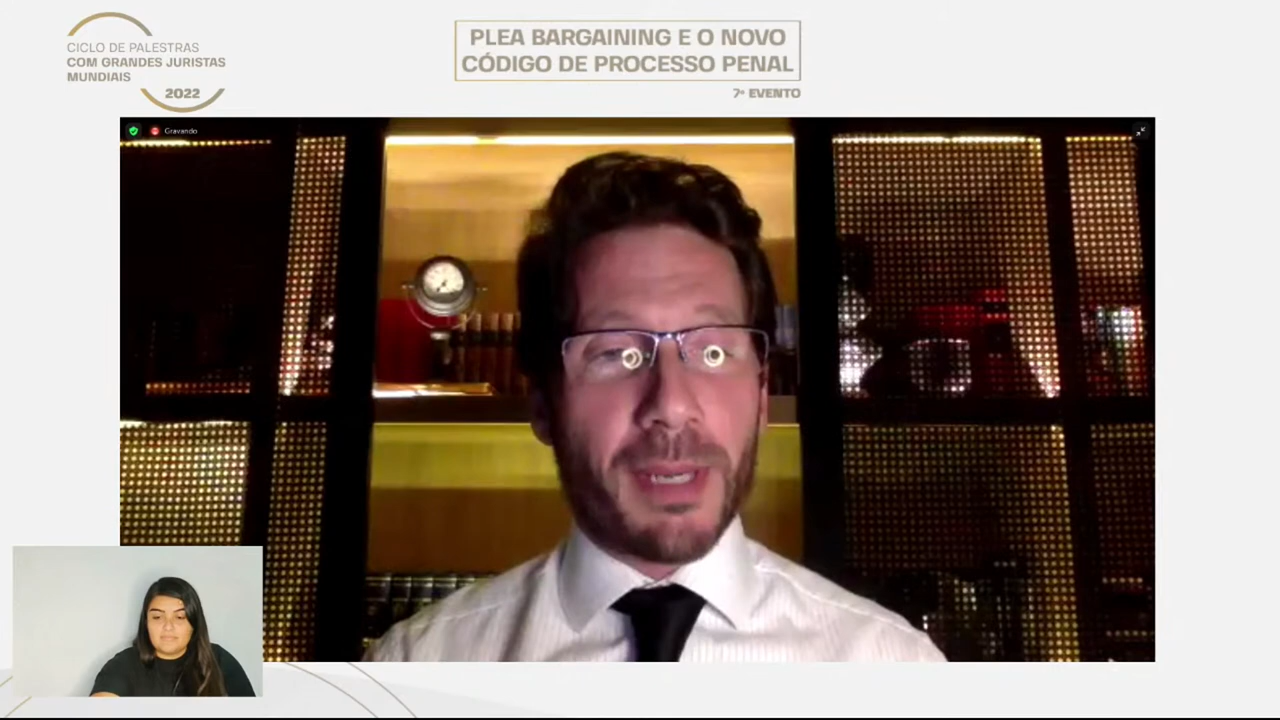 CICLO DE PALESTRAS
COM GRANDES JURISTAS
MUNDIAIS
2022
PLEA BARGAINING E O NOVO
CÓDIGO DE PROCESSO PENAL
7º EVENTO
Gravando